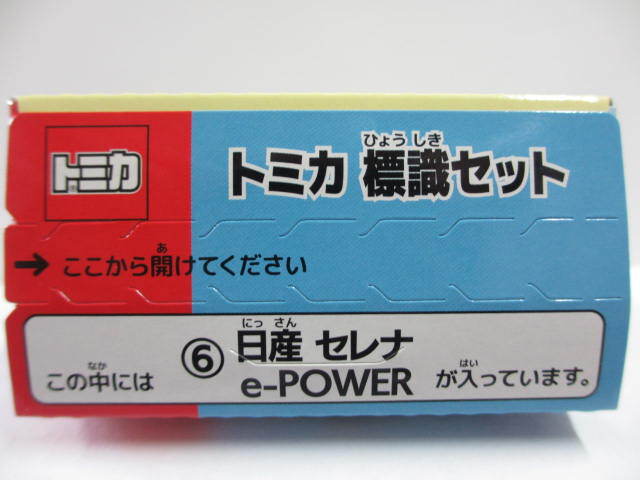 トミカ
ひょうしき
トミカ 標識セット
あ
→ ここから開けてください
にっさん
⑥ 日産 セレナ
なか はい
この中には e-POWER が入っています。